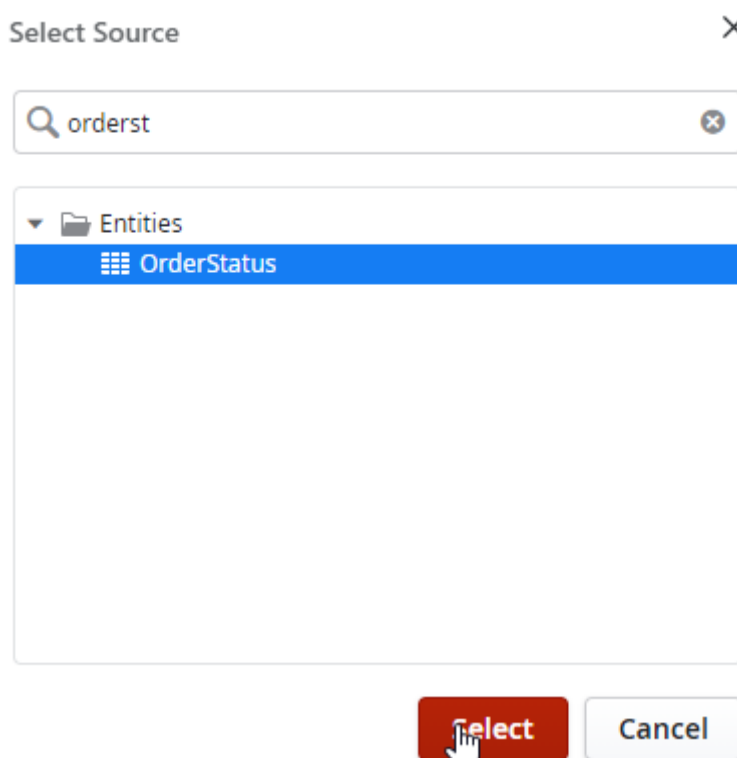 Select Source
orderst
Entities
OrderStatus
Select
Cancel